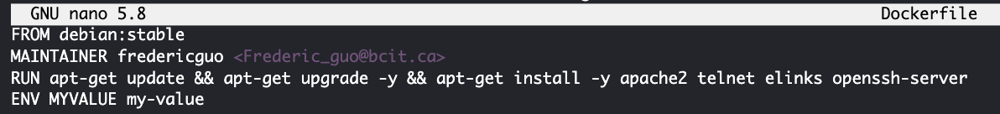 GNU nano 5.8 Dockerfile
FROM debian:stable
MAINTAINER fredericguo <Frederic_guo@bcit.ca>
RUN apt-get update && apt-get upgrade -y && apt-get install -y apache2 telnet elinks openssh-server
ENV MYVALUE my-value